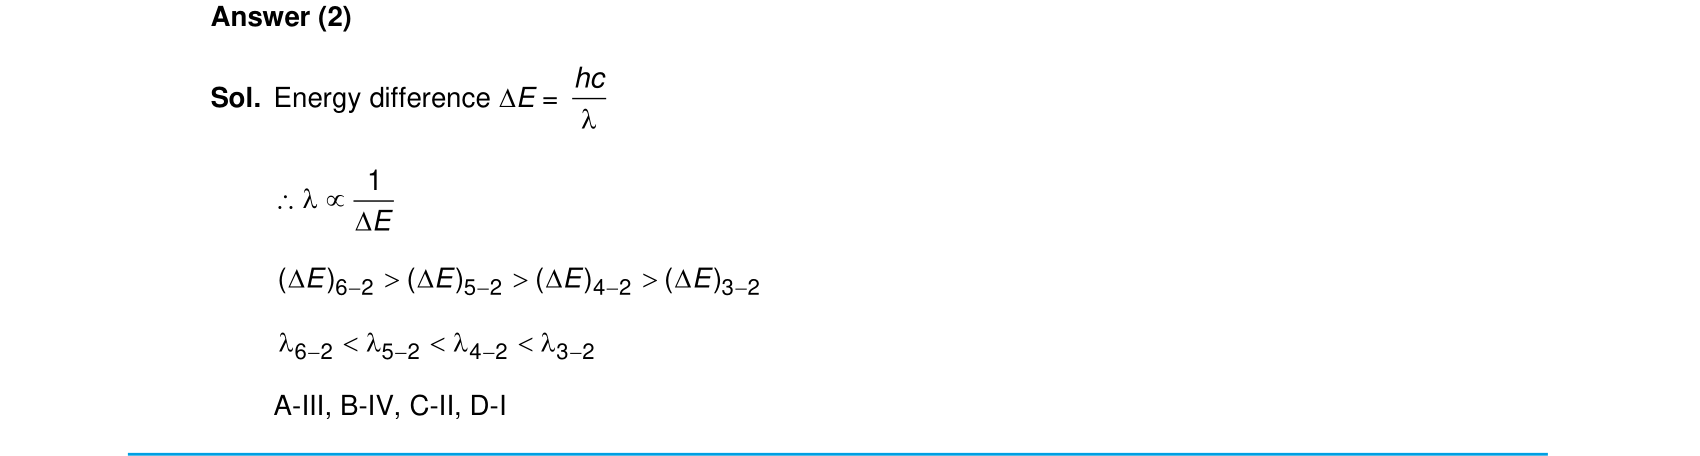 Answer (2)
Sol. Energy difference ΔE = hc/λ
∴ λ ∝ 1/ΔE
(ΔE)₆₋₂ > (ΔE)₅₋₂ > (ΔE)₄₋₂ > (ΔE)₃₋₂
λ₆₋₂ < λ₅₋₂ < λ₄₋₂ < λ₃₋₂
A-III, B-IV, C-II, D-I